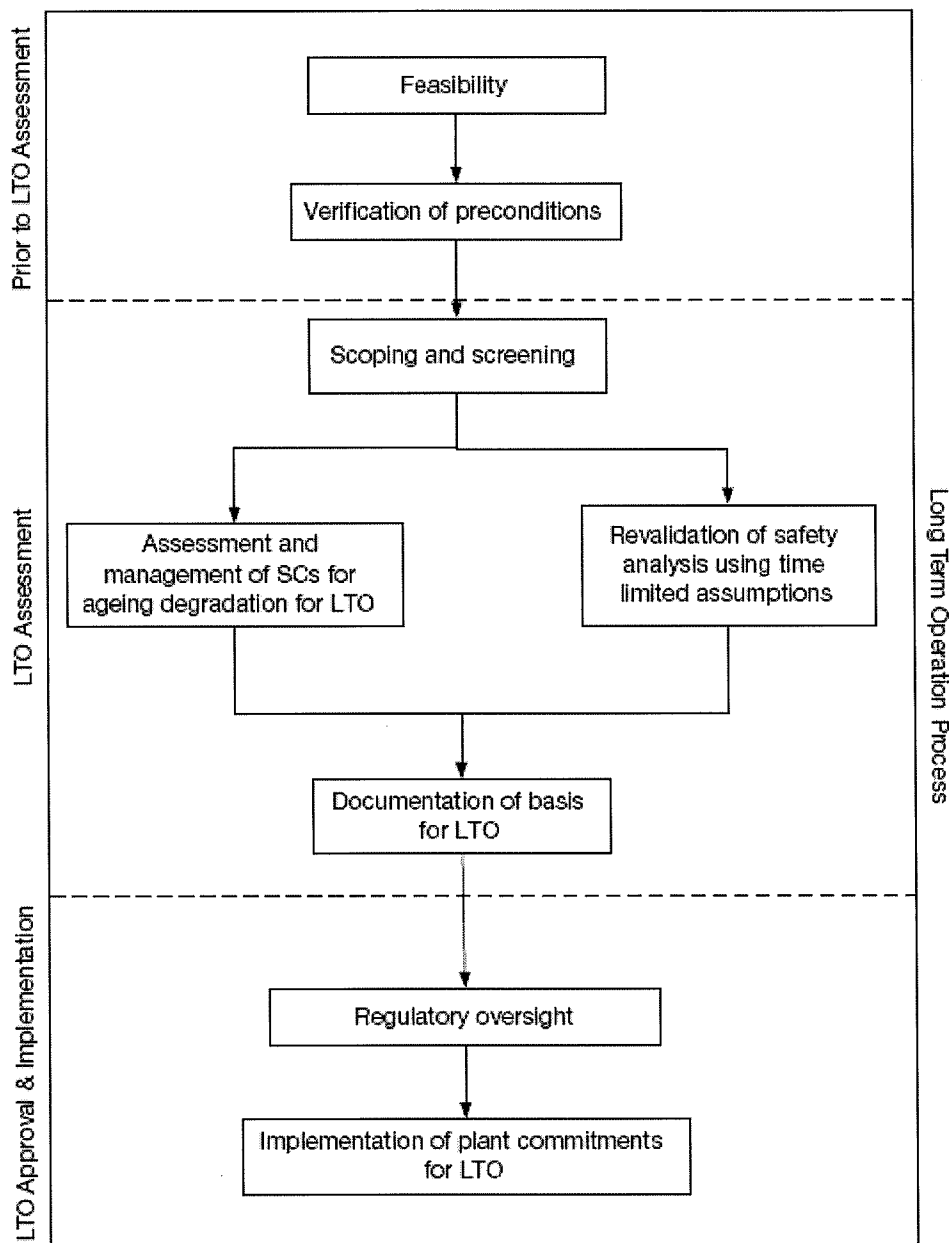 Prior to LTO Assessment
Feasibility
Verification of preconditions
LTO Assessment
Scoping and screening
Assessment and
management of SCs for
ageing degradation for LTO
Revalidation of safety
analysis using time
limited assumptions
Documentation of basis
for LTO
LTO Approval & Implementation
Regulatory oversight
Implementation of plant commitments
for LTO
Long Term Operation Process